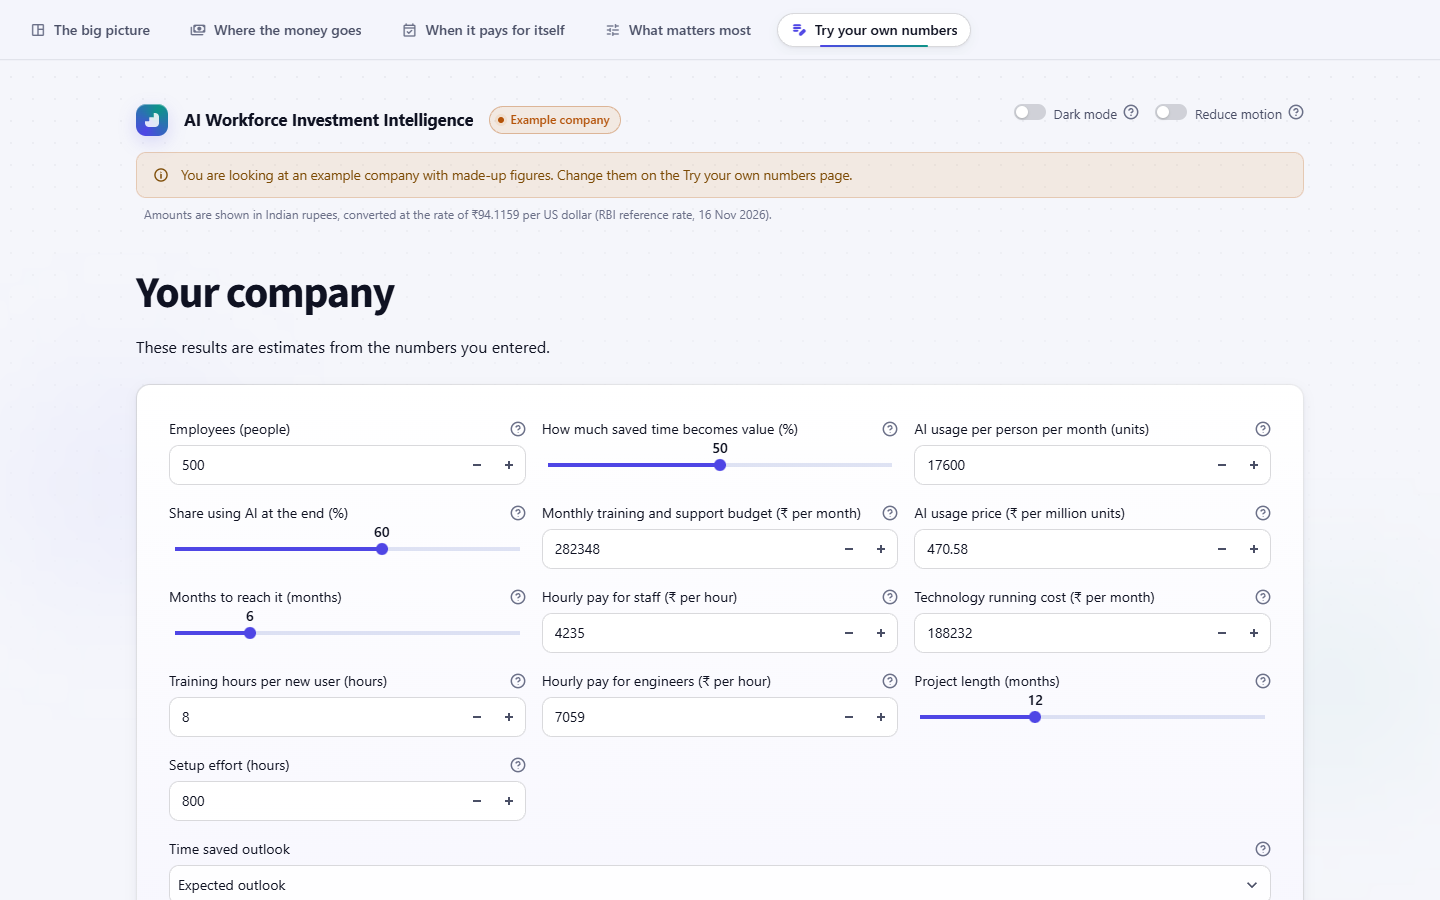 The big picture
Where the money goes
When it pays for itself
What matters most
Try your own numbers
AI Workforce Investment Intelligence
Example company
Dark mode
Reduce motion
You are looking at an example company with made-up figures. Change them on the Try your own numbers page.
Amounts are shown in Indian rupees, converted at the rate of ₹94.1159 per US dollar (RBI reference rate, 16 Nov 2026).
Your company
These results are estimates from the numbers you entered.
Employees (people)
500
How much saved time becomes value (%)
50
AI usage per person per month (units)
17600
Share using AI at the end (%)
60
Monthly training and support budget (₹ per month)
282348
AI usage price (₹ per million units)
470.58
Months to reach it (months)
6
Hourly pay for staff (₹ per hour)
4235
Technology running cost (₹ per month)
188232
Training hours per new user (hours)
8
Hourly pay for engineers (₹ per hour)
7059
Project length (months)
12
Setup effort (hours)
800
Time saved outlook
Expected outlook